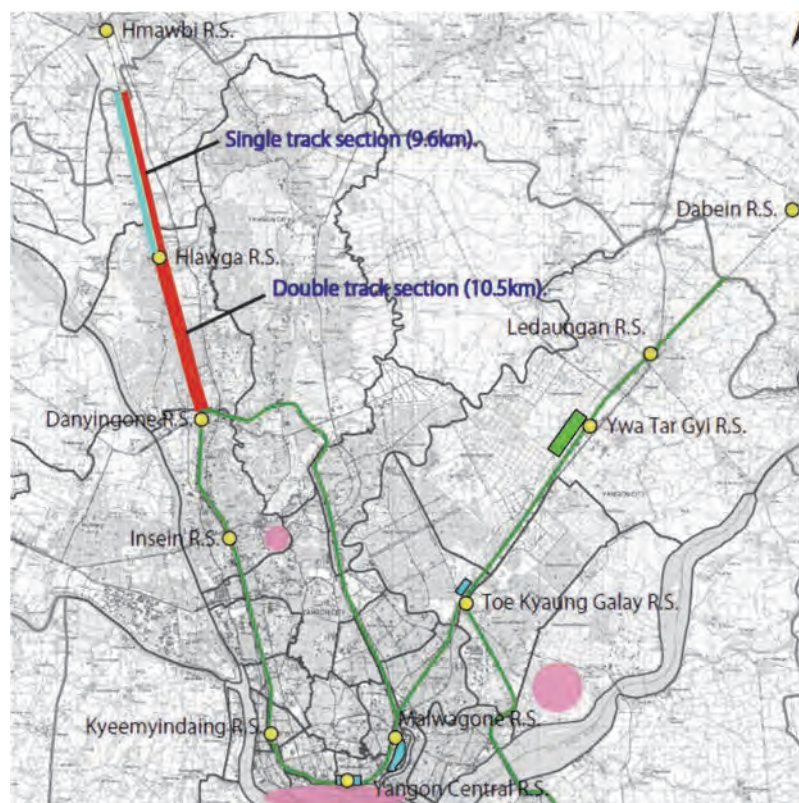 Hmawbi R.S.
Single track section (9.6km).
Dabein R.S.
Hlawga R.S.
Double track section (10.5km).
Ledaungan R.S.
Danyingone R.S.
Ywa Tar Gyi R.S.
Insein R.S.
Toe Kyaung Galay R.S.
Kyeemyindaing R.S.
Malwagone R.S.
Yangon Central R.S.